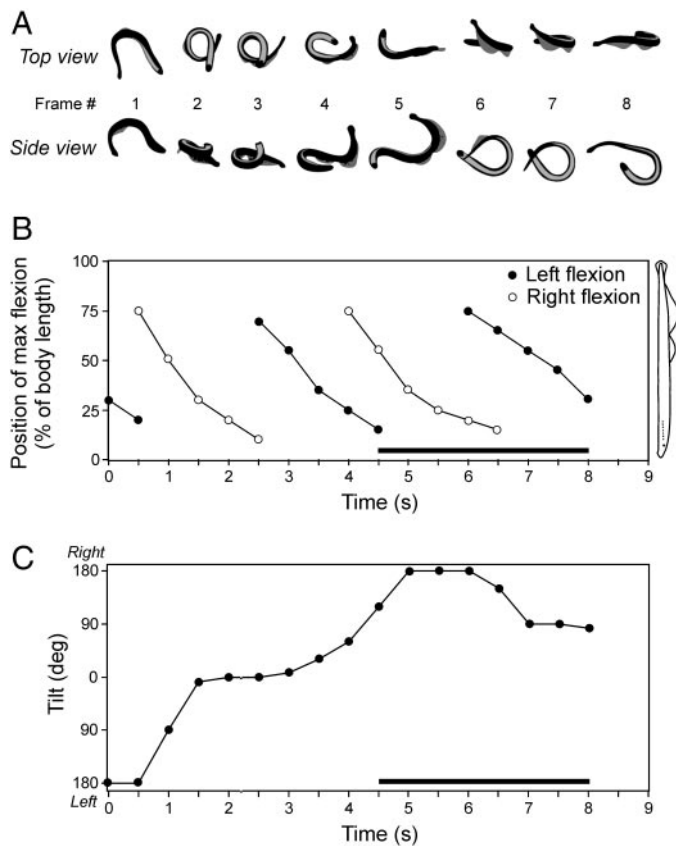 A
Top view
Frame # 1 2 3 4 5 6 7 8
Side view
B
Position of max flexion
(% of body length)
100
75
50
25
0
Left flexion
Right flexion
0 1 2 3 4 5 6 7 8 9
Time (s)
C
Tilt (deg)
Right
180
90
0
90
180
Left
0 1 2 3 4 5 6 7 8 9
Time (s)